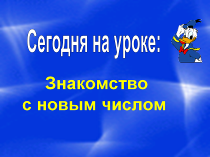 Сегодня на уроке:
Знакомство
с новым числом